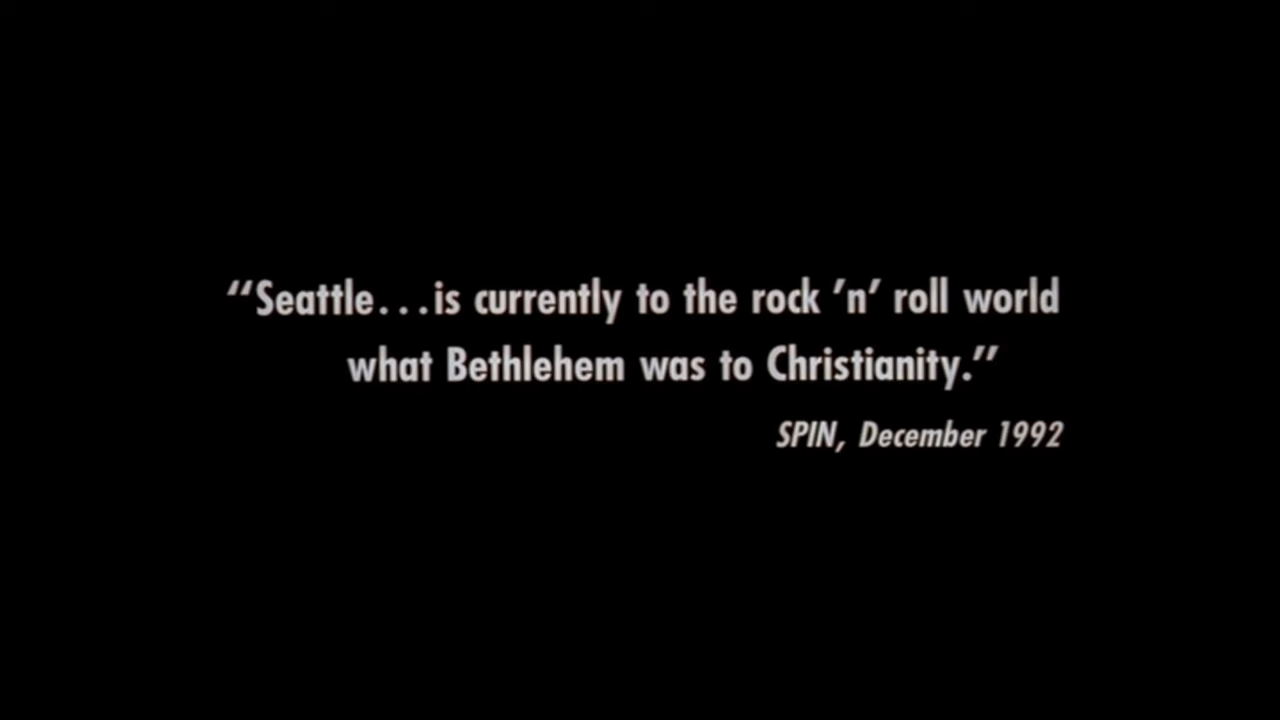 “Seattle...is currently to the rock ’n’ roll world
what Bethlehem was to Christianity.”
SPIN, December 1992